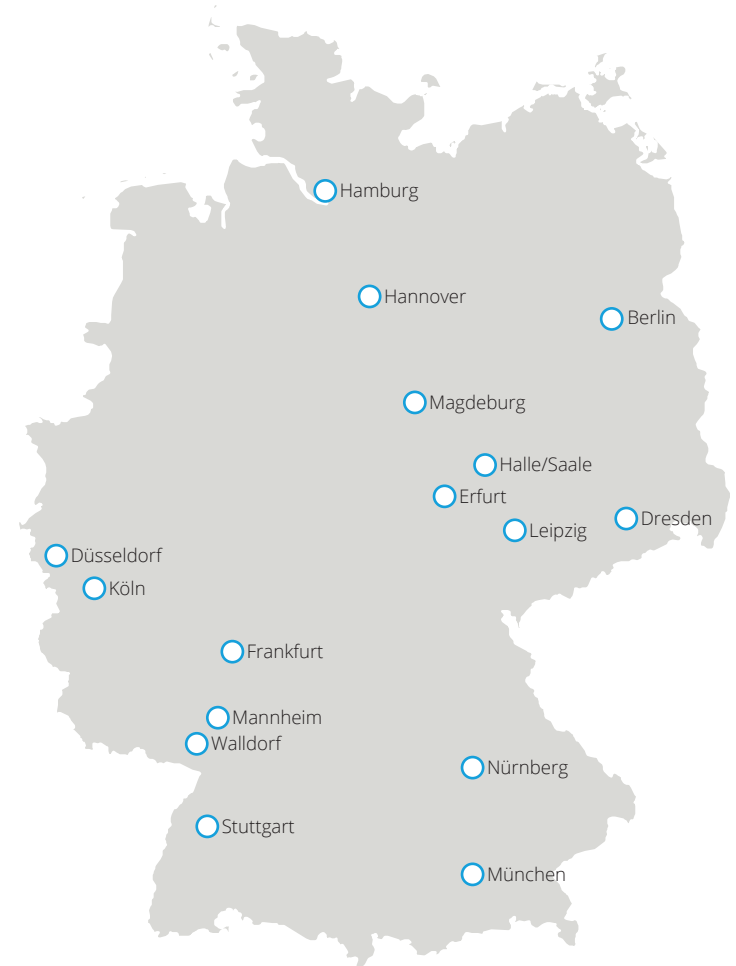 Hamburg
Hannover
Berlin
Magdeburg
Halle/Saale
Erfurt
Dresden
Leipzig
Düsseldorf
Köln
Frankfurt
Mannheim
Walldorf
Nürnberg
Stuttgart
München